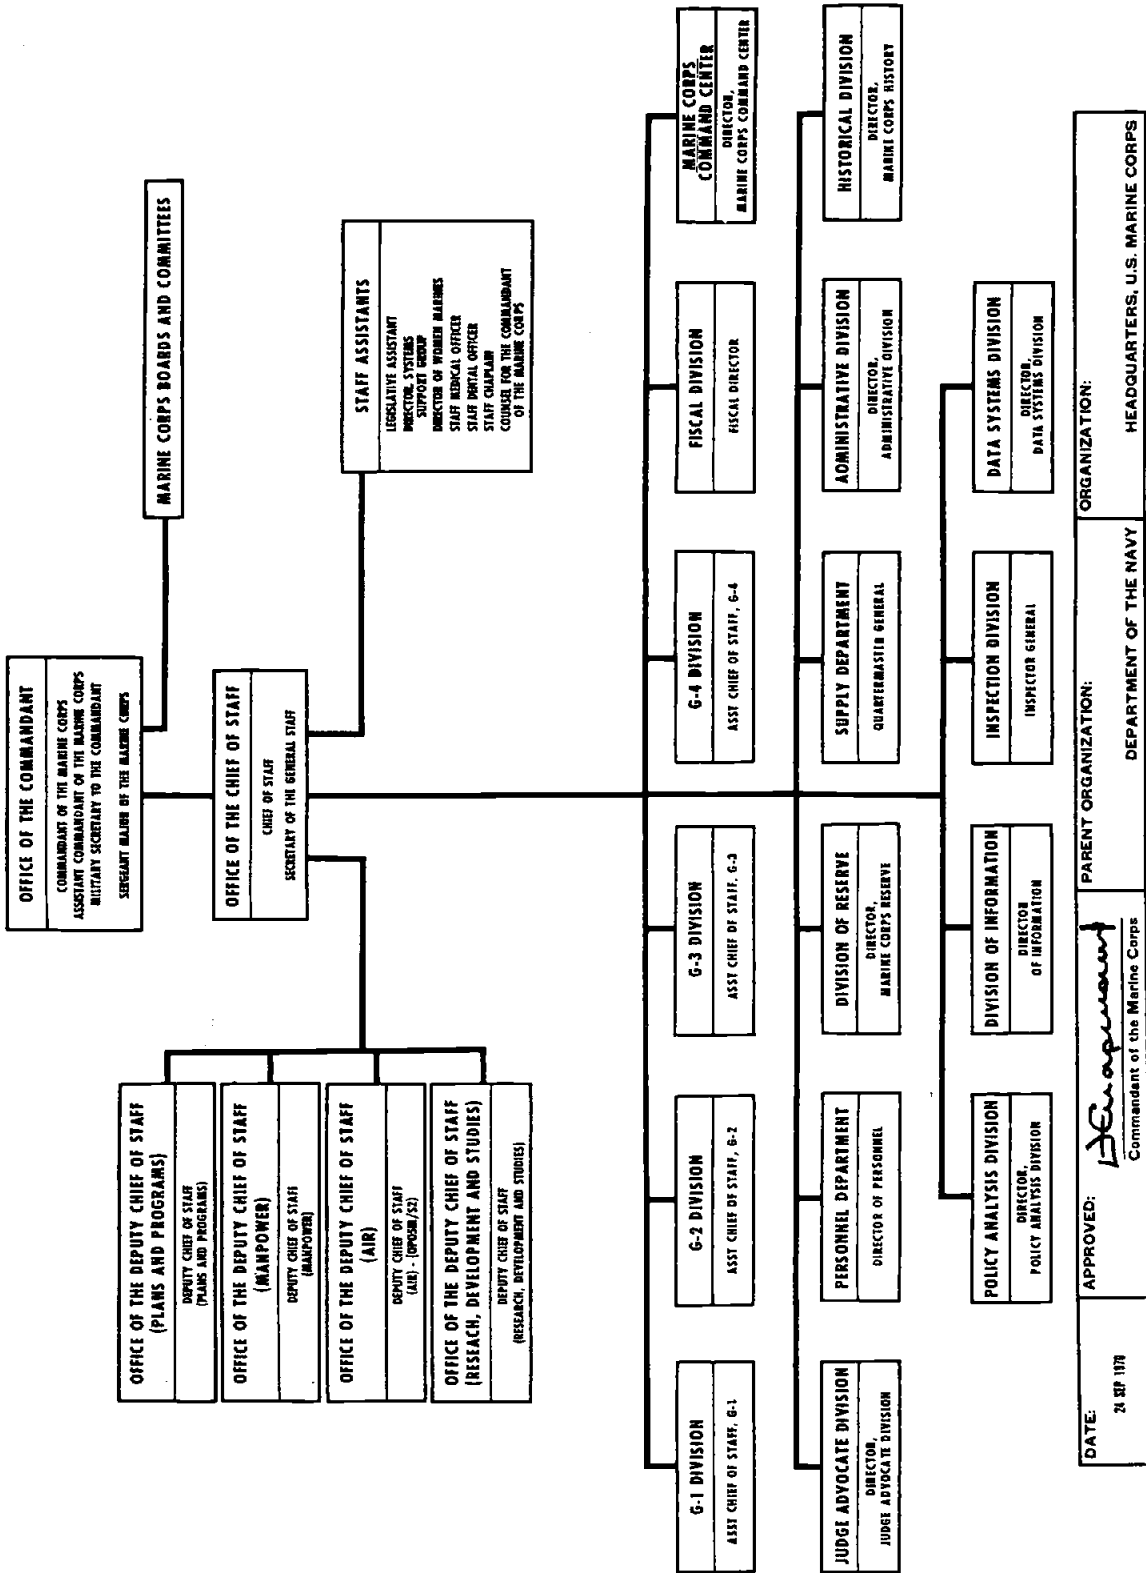 OFFICE OF THE COMMANDANT
COMMANDANT OF THE MARINE CORPS
ASSISTANT COMMANDANT OF THE MARINE CORPS
MILITARY SECRETARY TO THE COMMANDANT
SERGEANT MAJOR OF THE MARINE CORPS
MARINE CORPS BOARDS AND COMMITTEES
OFFICE OF THE CHIEF OF STAFF
CHIEF OF STAFF
SECRETARY OF THE GENERAL STAFF
OFFICE OF THE DEPUTY CHIEF OF STAFF
(PLANS AND PROGRAMS)
DEPUTY CHIEF OF STAFF
(PLANS AND PROGRAMS)
OFFICE OF THE DEPUTY CHIEF OF STAFF
(MANPOWER)
DEPUTY CHIEF OF STAFF
(MANPOWER)
OFFICE OF THE DEPUTY CHIEF OF STAFF
(AIR)
DEPUTY CHIEF OF STAFF
(AIR) - (OPO5M/52)
OFFICE OF THE DEPUTY CHIEF OF STAFF
(RESEACH, DEVELOPMENT AND STUDIES)
DEPUTY CHIEF OF STAFF
(RESEARCH, DEVELOPMENT AND STUDIES)
STAFF ASSISTANTS
LEGISLATIVE ASSISTANT
DIRECTOR, SYSTEMS
SUPPORT GROUP
DIRECTOR OF WOMEN MARINES
STAFF MEDICAL OFFICER
STAFF DENTAL OFFICER
STAFF CHAPLAIN
COUNSEL FOR THE COMMANDANT
OF THE MARINE CORPS
G-1 DIVISION
ASST CHIEF OF STAFF, G-1
G-2 DIVISION
ASST CHIEF OF STAFF, G-2
G-3 DIVISION
ASST CHIEF OF STAFF, G-3
G-4 DIVISION
ASST CHIEF OF STAFF, G-4
FISCAL DIVISION
FISCAL DIRECTOR
MARINE CORPS
COMMAND CENTER
DIRECTOR,
MARINE CORPS COMMAND CENTER
JUDGE ADVOCATE DIVISION
DIRECTOR,
JUDGE ADVOCATE DIVISION
PERSONNEL DEPARTMENT
DIRECTOR OF PERSONNEL
DIVISION OF RESERVE
DIRECTOR,
MARINE CORPS RESERVE
SUPPLY DEPARTMENT
QUARTERMASTER GENERAL
ADMINISTRATIVE DIVISION
DIRECTOR,
ADMINISTRATIVE DIVISION
HISTORICAL DIVISION
DIRECTOR,
MARINE CORPS HISTORY
POLICY ANALYSIS DIVISION
DIRECTOR,
POLICY ANALYSIS DIVISION
DIVISION OF INFORMATION
DIRECTOR
OF INFORMATION
INSPECTION DIVISION
INSPECTOR GENERAL
DATA SYSTEMS DIVISION
DIRECTOR,
DATA SYSTEMS DIVISION
DATE:
24 SEP 1970
APPROVED:
Commandant of the Marine Corps
PARENT ORGANIZATION:
DEPARTMENT OF THE NAVY
ORGANIZATION:
HEADQUARTERS, U.S. MARINE CORPS